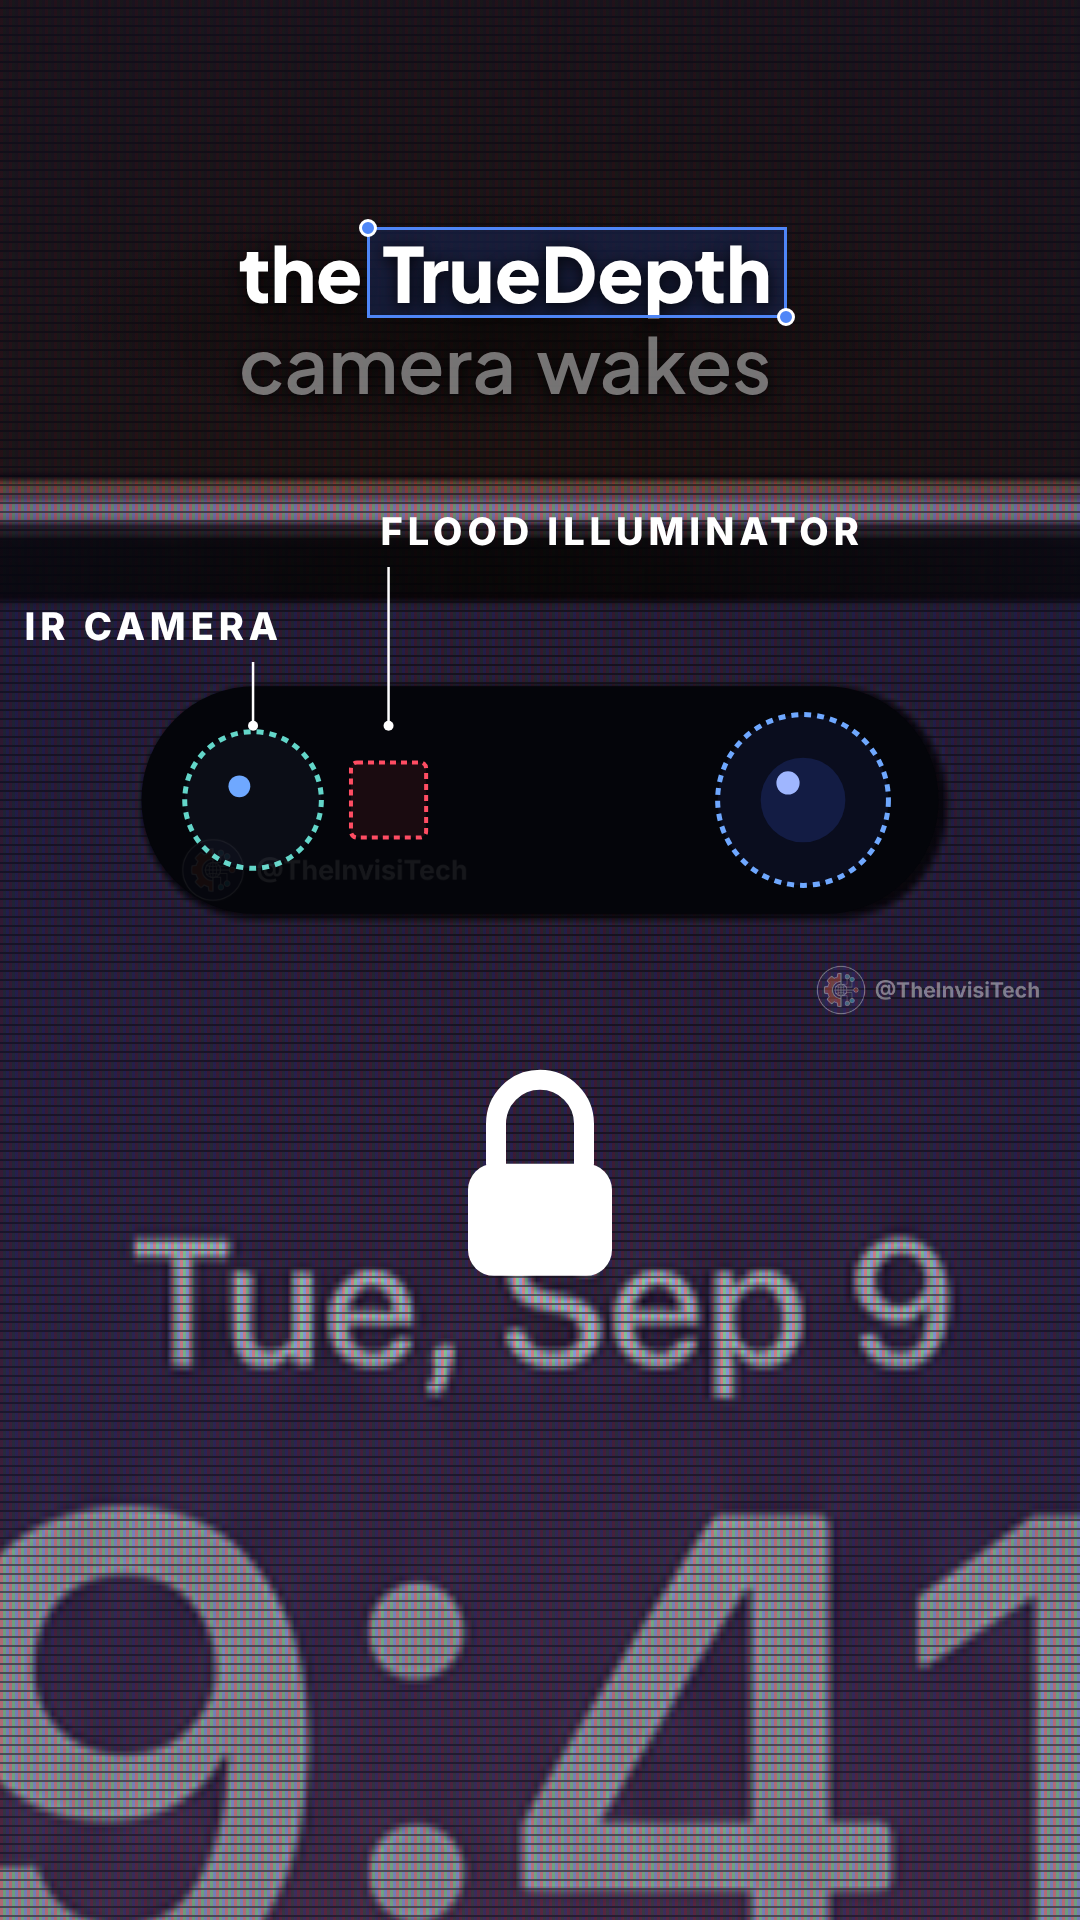 the TrueDepth
camera wakes
FLOOD ILLUMINATOR
IR CAMERA
@TheInvisiTech
@TheInvisiTech
Tue, Sep 9
9:41